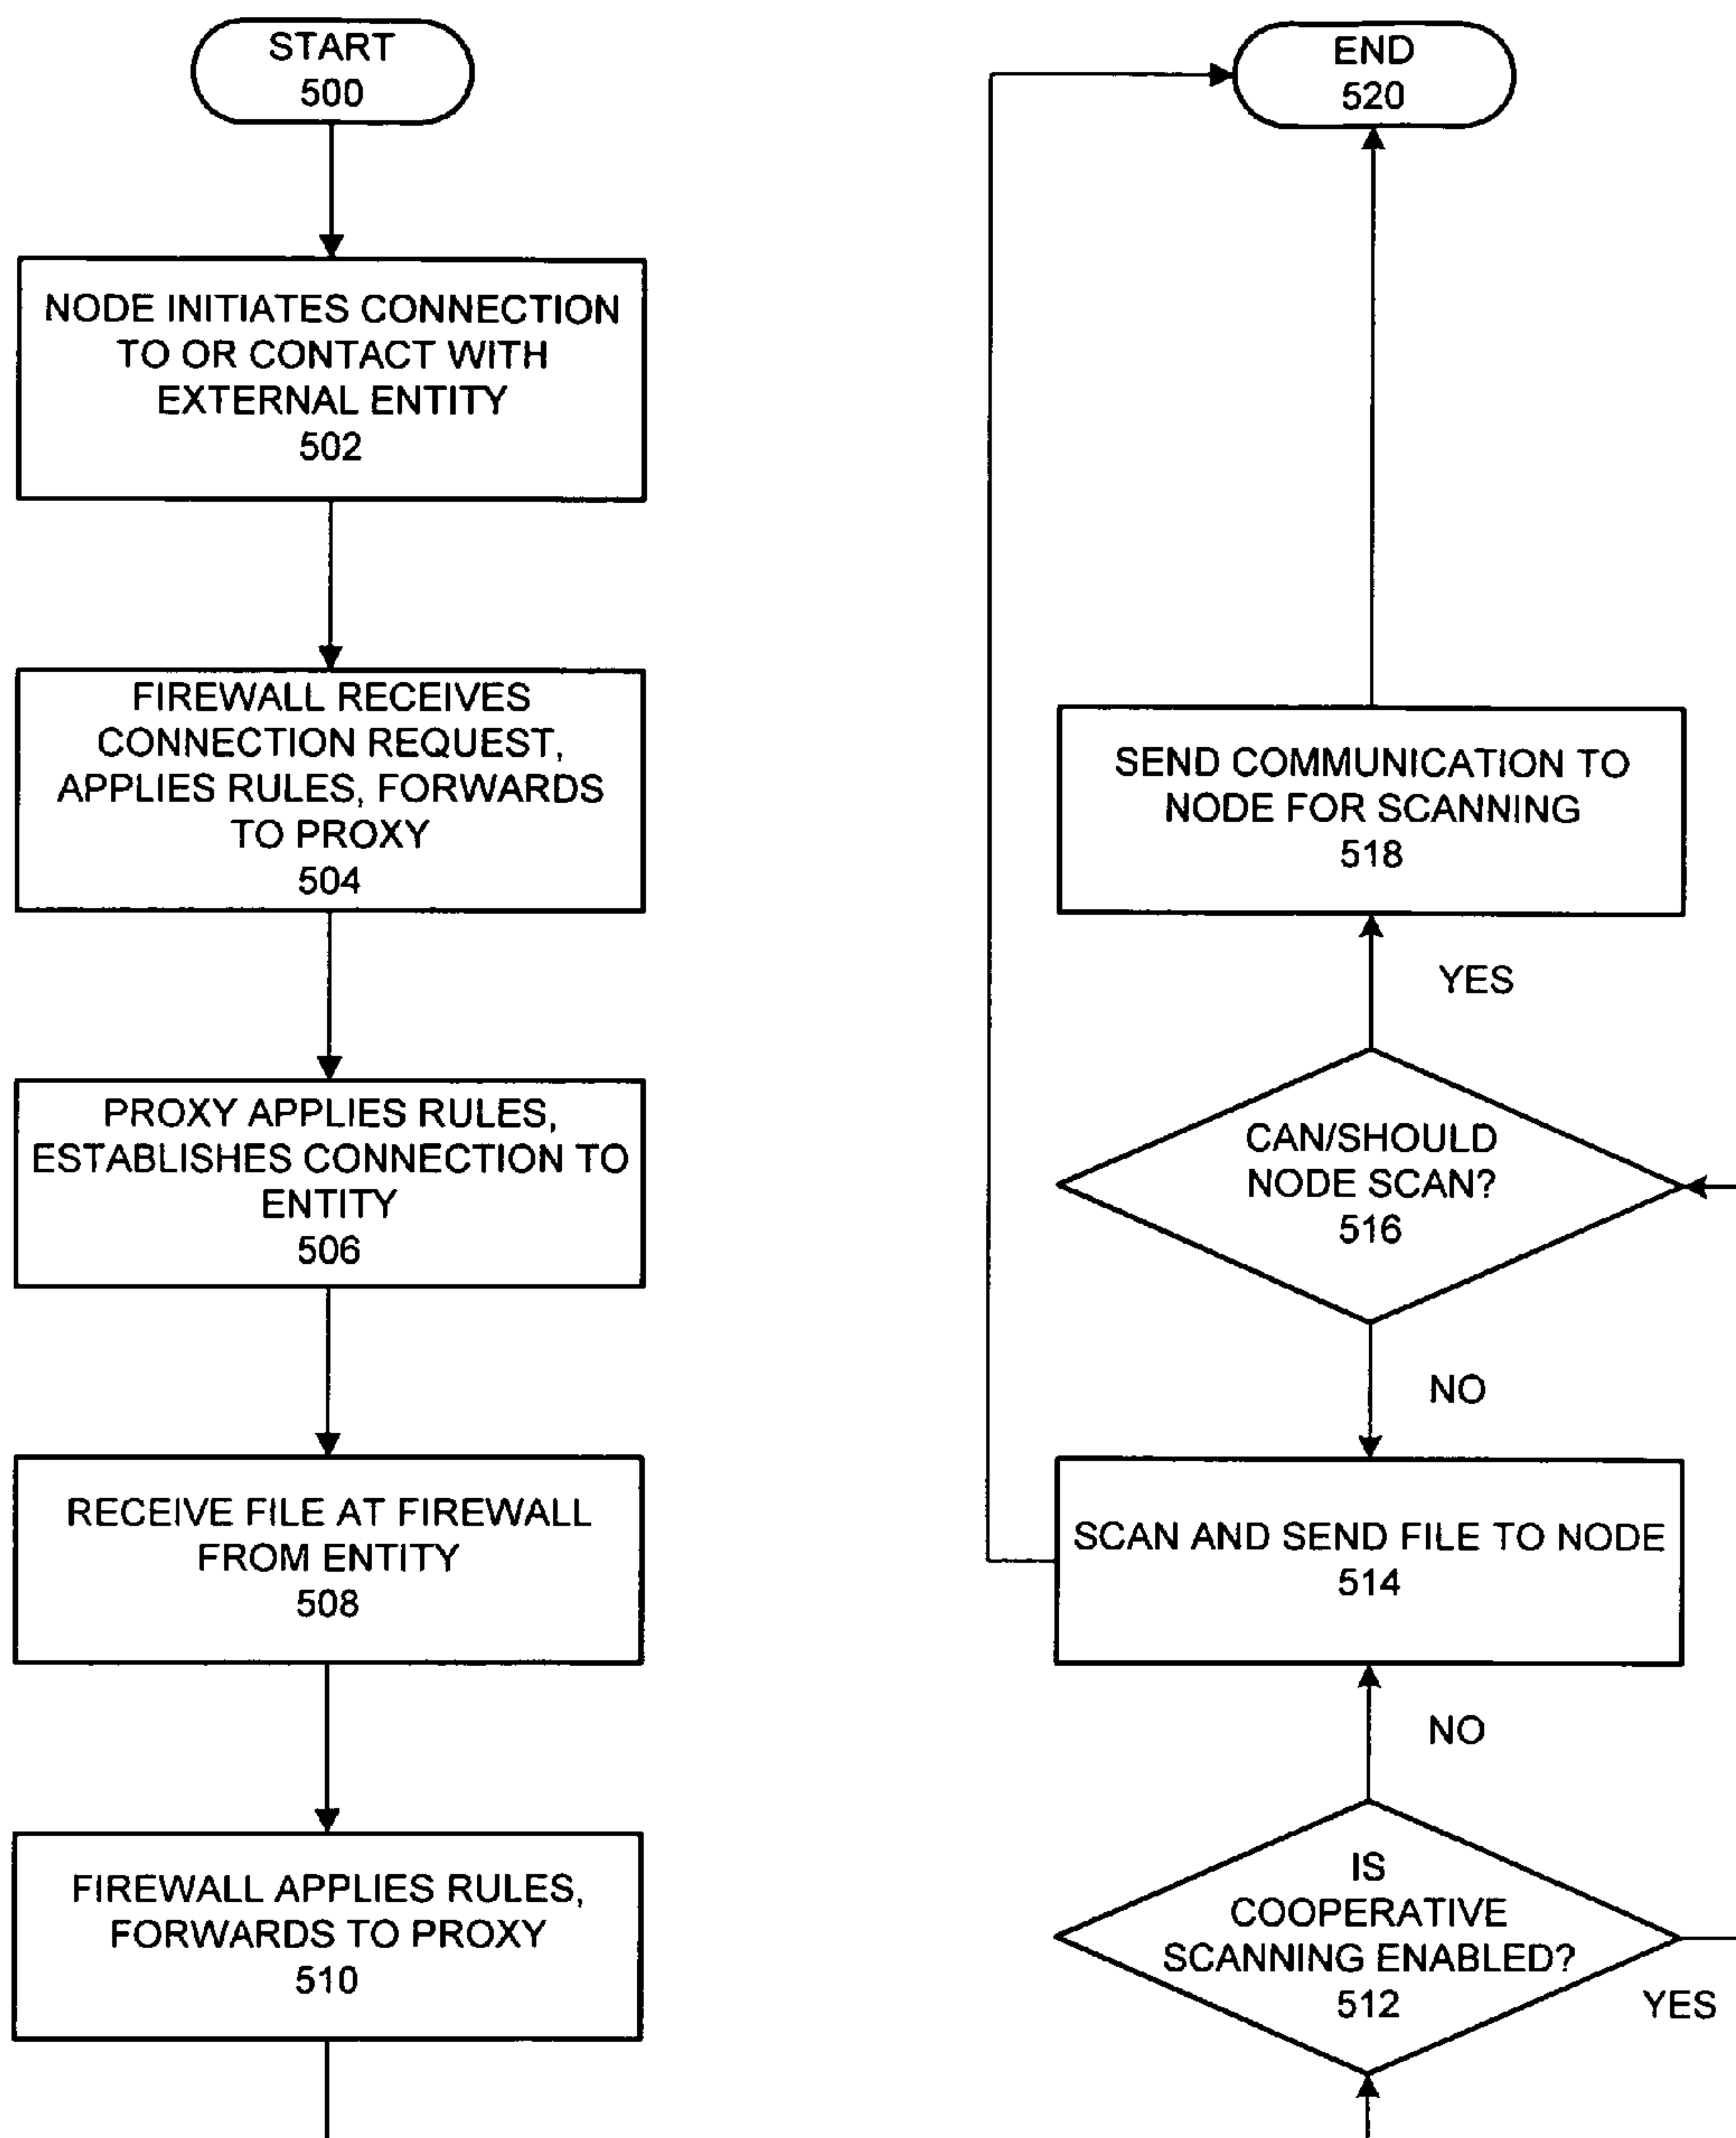 START
500
NODE INITIATES CONNECTION
TO OR CONTACT WITH
EXTERNAL ENTITY
502
FIREWALL RECEIVES
CONNECTION REQUEST,
APPLIES RULES, FORWARDS
TO PROXY
504
PROXY APPLIES RULES,
ESTABLISHES CONNECTION TO
ENTITY
506
RECEIVE FILE AT FIREWALL
FROM ENTITY
508
FIREWALL APPLIES RULES,
FORWARDS TO PROXY
510
END
520
SEND COMMUNICATION TO
NODE FOR SCANNING
518
YES
CAN/SHOULD
NODE SCAN?
516
NO
SCAN AND SEND FILE TO NODE
514
NO
IS
COOPERATIVE
SCANNING ENABLED?
512
YES